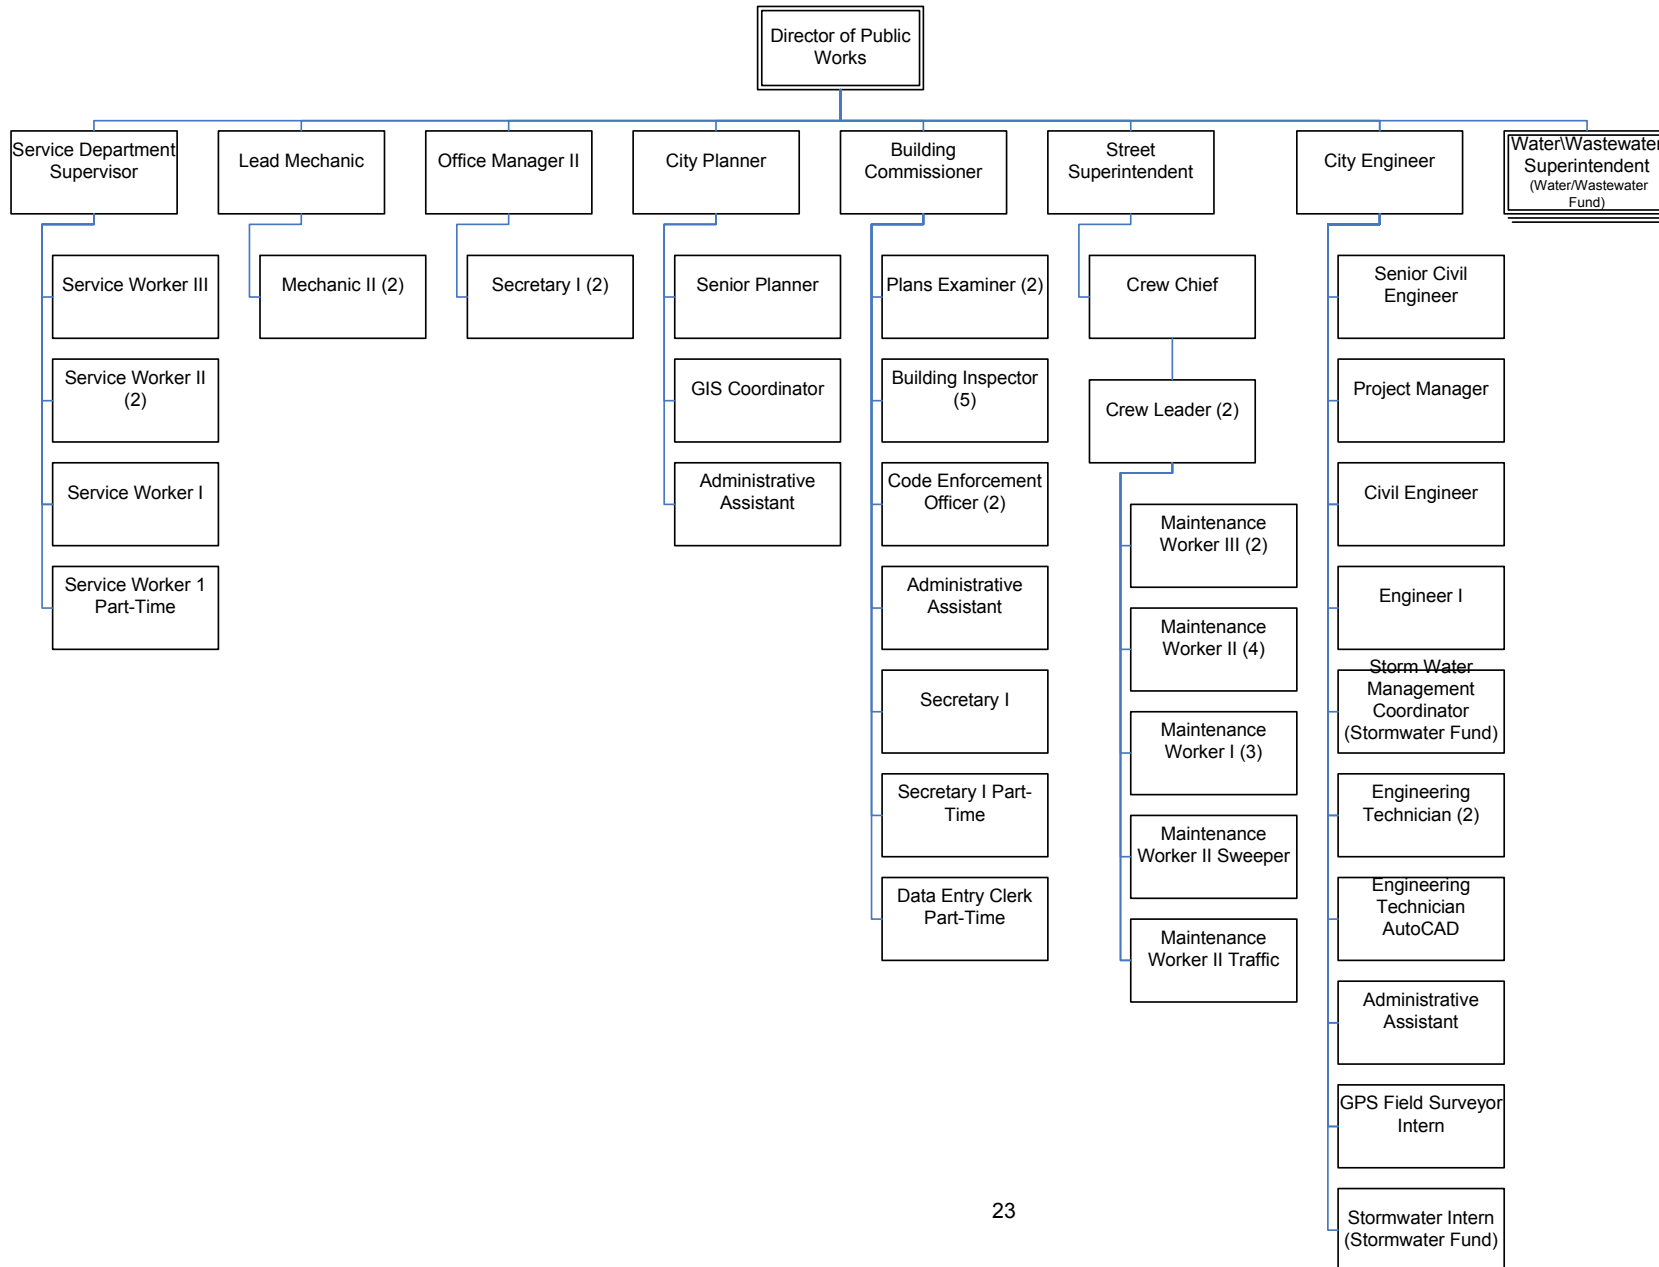 Director of Public
Works
Service Department
Supervisor
Lead Mechanic
Office Manager II
City Planner
Building
Commissioner
Street
Superintendent
City Engineer
Water\Wastewater
Superintendent
(Water/Wastewater
Fund)
Service Worker III
Service Worker II
(2)
Service Worker I
Service Worker 1
Part-Time
Mechanic II (2)
Secretary I (2)
Senior Planner
GIS Coordinator
Administrative
Assistant
Plans Examiner (2)
Building Inspector
(5)
Code Enforcement
Officer (2)
Administrative
Assistant
Secretary I
Secretary I Part-
Time
Data Entry Clerk
Part-Time
Crew Chief
Crew Leader (2)
Maintenance
Worker III (2)
Maintenance
Worker II (4)
Maintenance
Worker I (3)
Maintenance
Worker II Sweeper
Maintenance
Worker II Traffic
Senior Civil
Engineer
Project Manager
Civil Engineer
Engineer I
Storm Water
Management
Coordinator
(Stormwater Fund)
Engineering
Technician (2)
Engineering
Technician
AutoCAD
Administrative
Assistant
GPS Field Surveyor
Intern
Stormwater Intern
(Stormwater Fund)
23